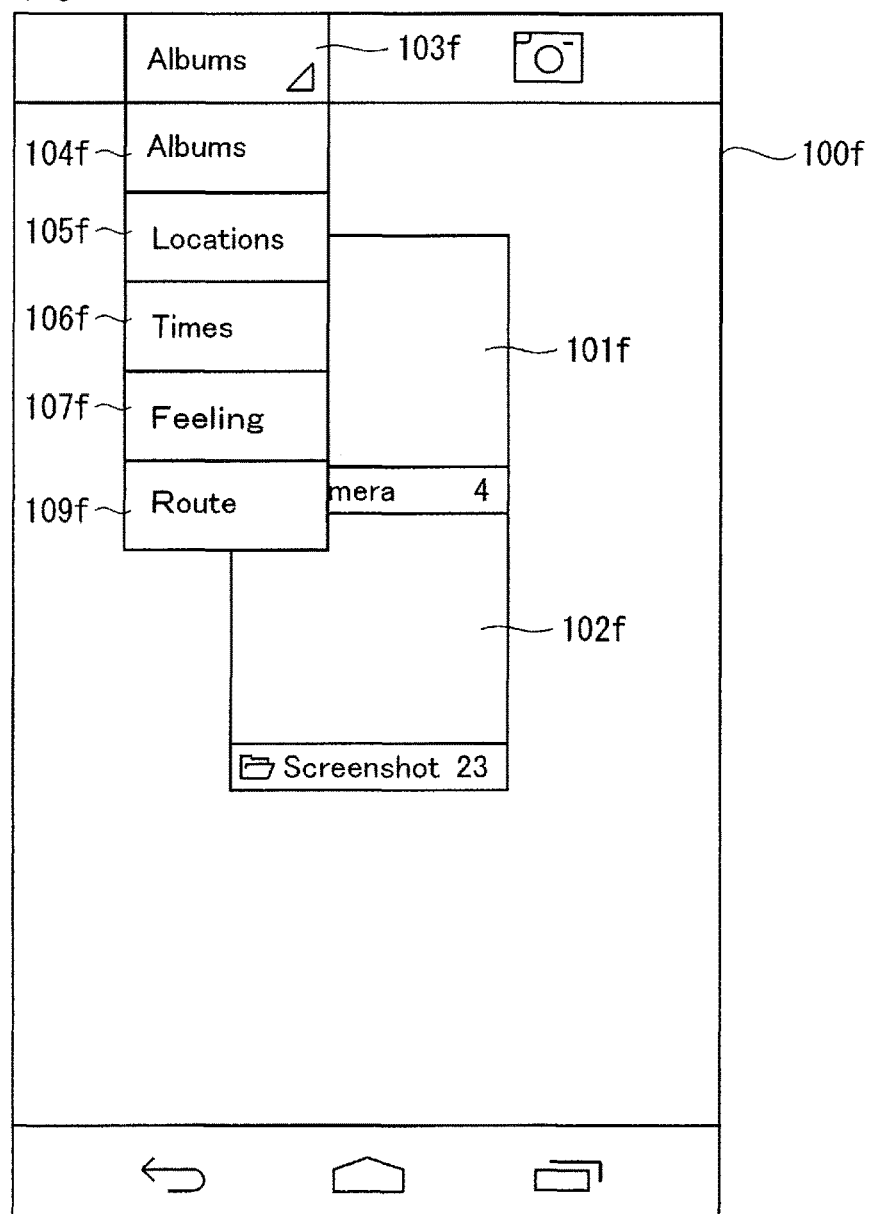 Albums 103f
104f Albums
100f
105f Locations
106f Times
101f
107f Feeling
mera 4
109f Route
102f
Screenshot 23